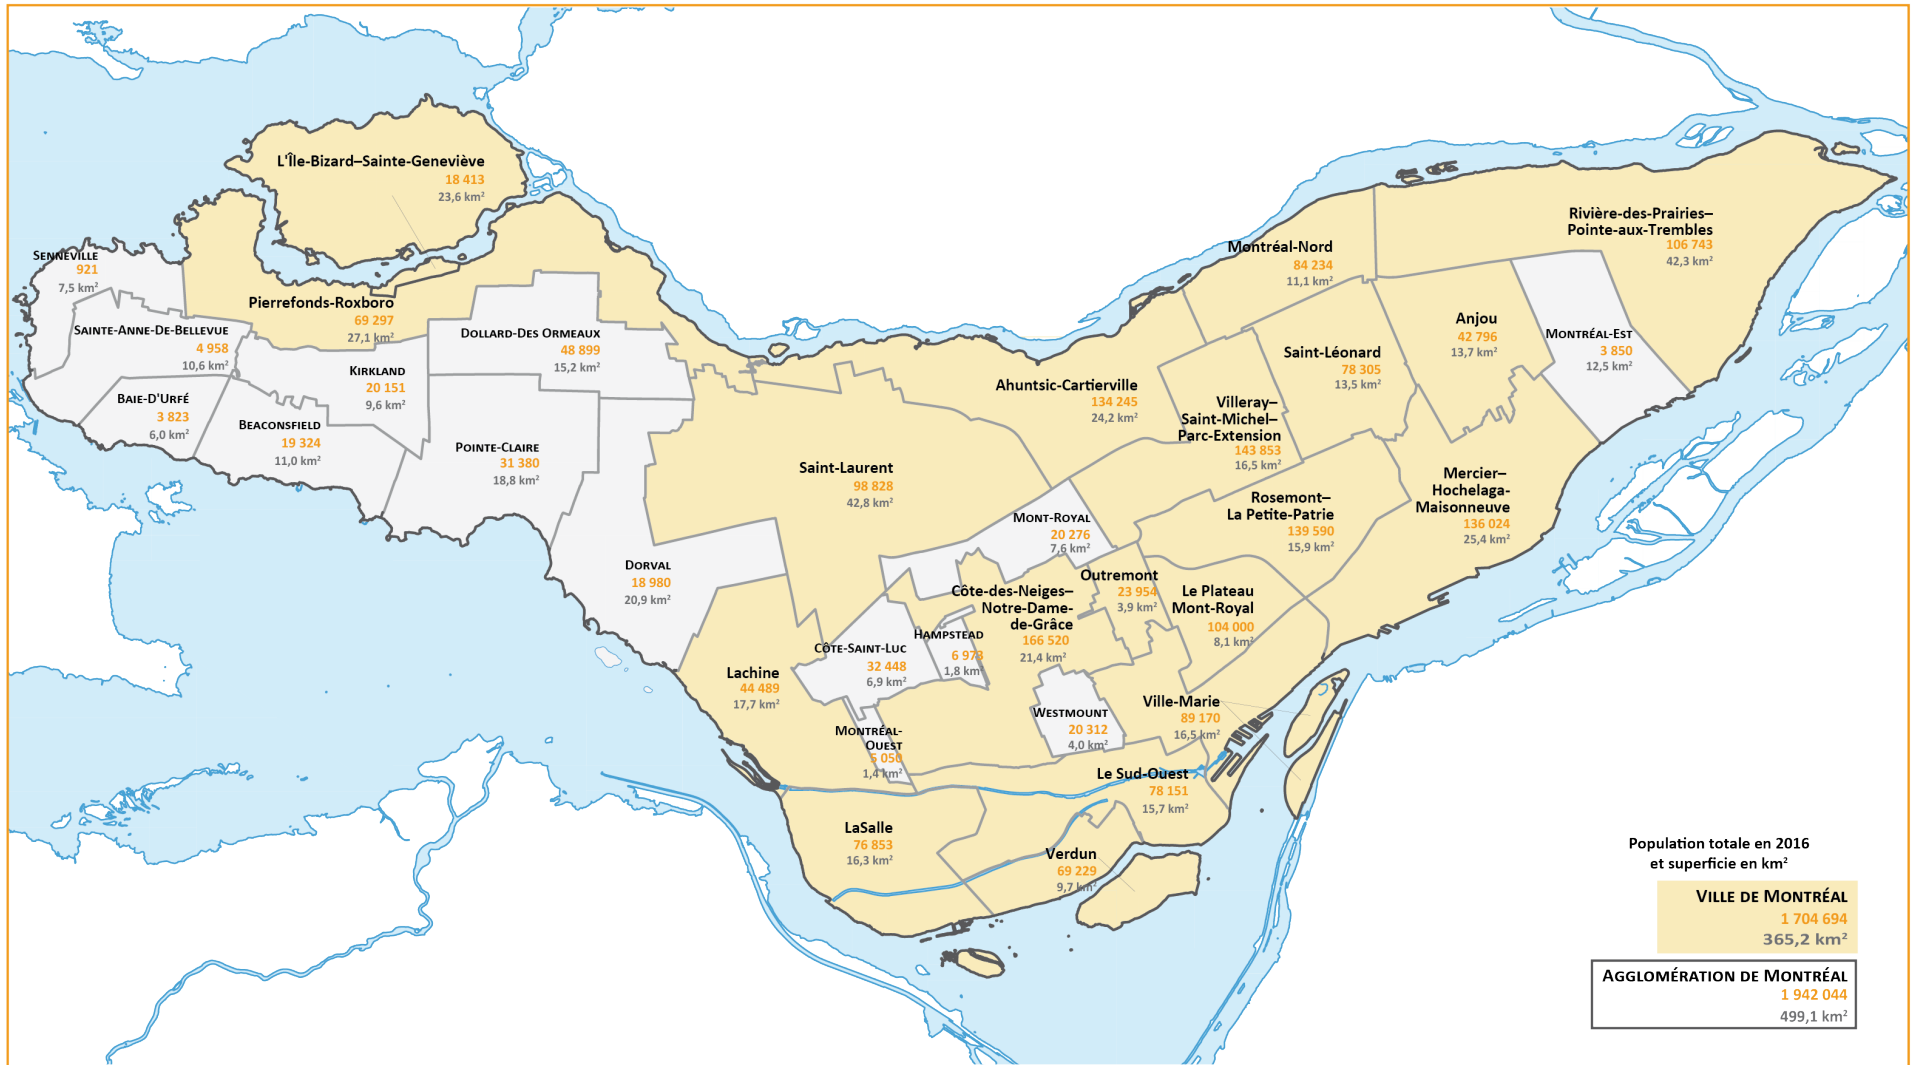 L'Île-Bizard–Sainte-Geneviève
18 413
23,6 km²
Senneville
921
7,5 km²
Sainte-Anne-De-Bellevue
4 958
10,6 km²
Baie-D'Urfé
3 823
6,0 km²
Pierrefonds-Roxboro
69 297
27,1 km²
Kirkland
20 151
9,6 km²
Beaconsfield
19 324
11,0 km²
Dollard-Des Ormeaux
48 899
15,2 km²
Pointe-Claire
31 380
18,8 km²
Dorval
18 980
20,9 km²
Saint-Laurent
98 828
42,8 km²
Lachine
44 489
17,7 km²
Ahuntsic-Cartierville
134 245
24,2 km²
Montréal-Nord
84 234
11,1 km²
Rivière-des-Prairies–
Pointe-aux-Trembles
106 743
42,3 km²
Anjou
42 796
13,7 km²
Montréal-Est
3 850
12,5 km²
Saint-Léonard
78 305
13,5 km²
Villeray–
Saint-Michel–
Parc-Extension
143 853
16,5 km²
Rosemont–
La Petite-Patrie
139 590
15,9 km²
Mercier–
Hochelaga-
Maisonneuve
136 024
25,4 km²
Mont-Royal
20 276
7,6 km²
Outremont
23 954
3,9 km²
Le Plateau
Mont-Royal
104 000
8,1 km²
Côte-des-Neiges–
Notre-Dame-
de-Grâce
166 520
21,4 km²
Hampstead
6 973
1,8 km²
Côte-Saint-Luc
32 448
6,9 km²
Montréal-
Ouest
5 050
1,4 km²
Westmount
20 312
4,0 km²
Ville-Marie
89 170
16,5 km²
Le Sud-Ouest
78 151
15,7 km²
LaSalle
76 853
16,3 km²
Verdun
69 229
9,7 km²
Population totale en 2016
et superficie en km²
Ville de Montréal
1 704 694
365,2 km²
Agglomération de Montréal
1 942 044
499,1 km²